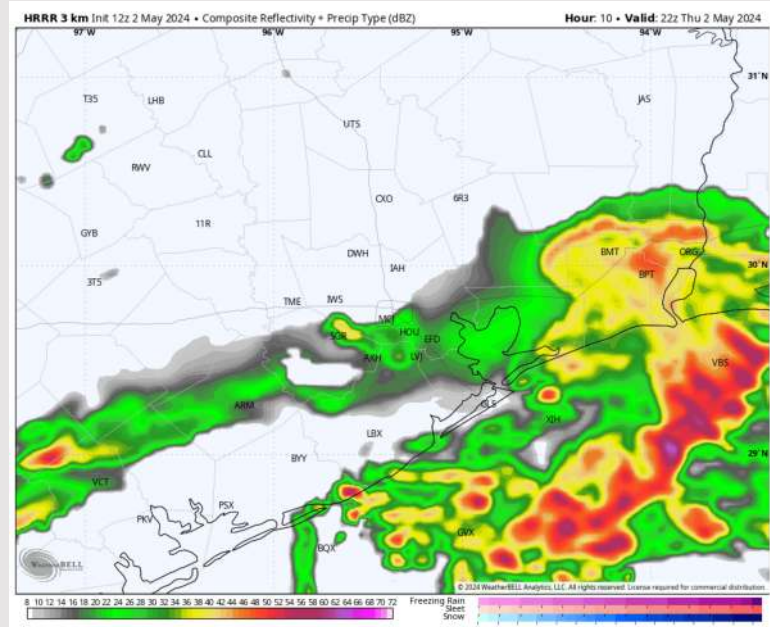 HRRR 3 km Init 12z 2 May 2024 • Composite Reflectivity + Precip Type (dBZ)
Hour: 10 • Valid: 22z Thu 2 May 2024
97°W 96°W 95°W 94°W
31°N
T35 LHB JAS
UTS
CLL
RWV
CXO 6R3
11R
GYB
DWH BMT ORG
30°N
IAH BPT
3T5
TME IWS
MCJ
SGR HOU EFD
AXH LVJ VBS
ARM GLS
XIH
LBX
29°N
BYY
VCT
PSX
PKV
GVX
BQX
WeatherBELL
© 2024 WeatherBELL Analytics, LLC. All rights reserved. License required for commercial distribution.
8 10 12 14 16 18 20 22 24 26 28 30 32 34 36 38 40 42 44 46 48 50 52 54 56 58 60 62 64 66 68 70 72
Freezing Rain
Sleet
Snow